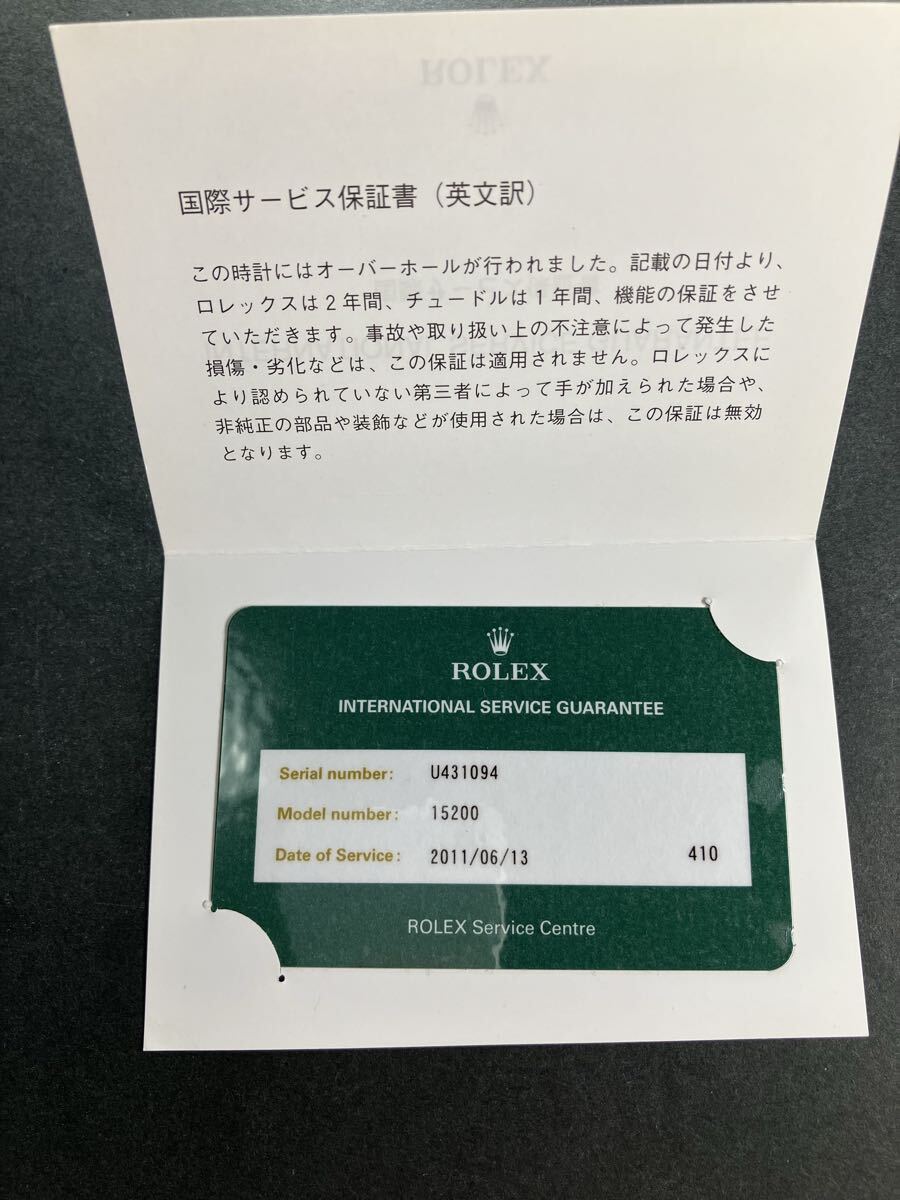 ROLEX
国際サービス保証書（英文訳）
この時計にはオーバーホールが行われました。記載の日付より、
ロレックスは２年間、チュードルは１年間、機能の保証をさせ
ていただきます。事故や取り扱い上の不注意によって発生した
損傷・劣化などは、この保証は適用されません。ロレックスに
より認められていない第三者によって手が加えられた場合や、
非純正の部品や装飾などが使用された場合は、この保証は無効
となります。
ROLEX
INTERNATIONAL SERVICE GUARANTEE
Serial number: U431094
Model number: 15200
Date of Service: 2011/06/13 410
ROLEX Service Centre